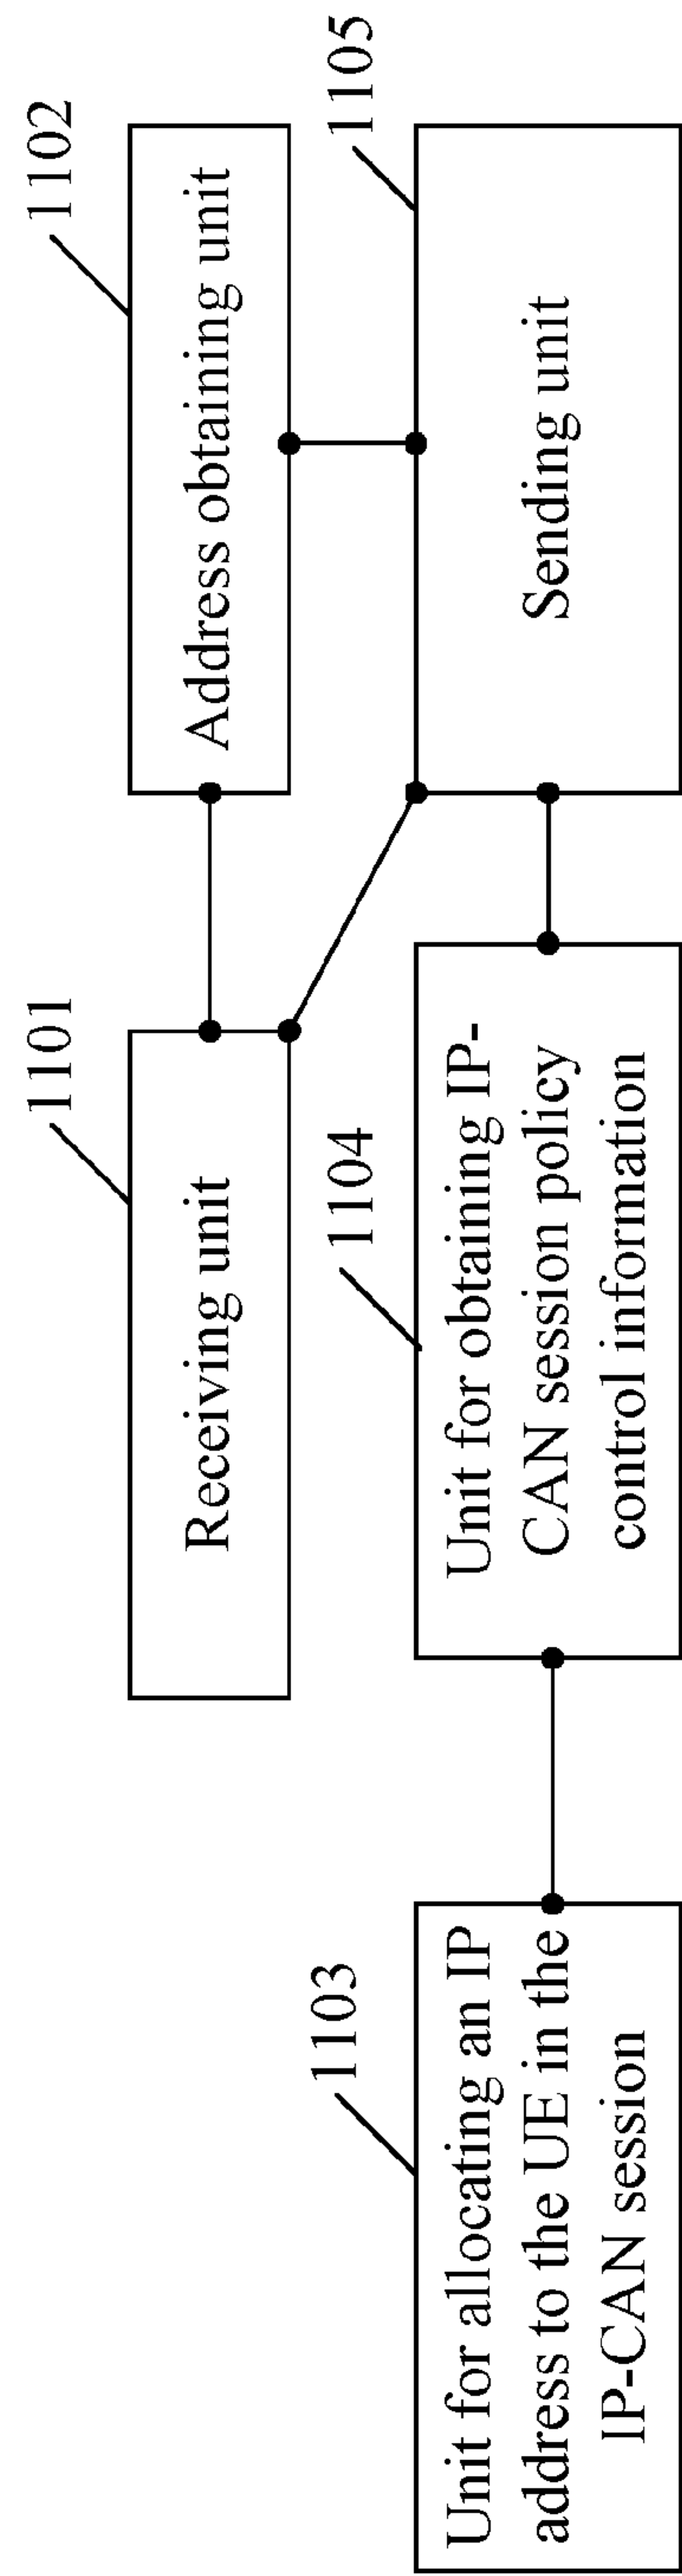 1101
Receiving unit
1102
Address obtaining unit
1103
Unit for allocating an IP
address to the UE in the
IP-CAN session
1104
Unit for obtaining IP-
CAN session policy
control information
1105
Sending unit